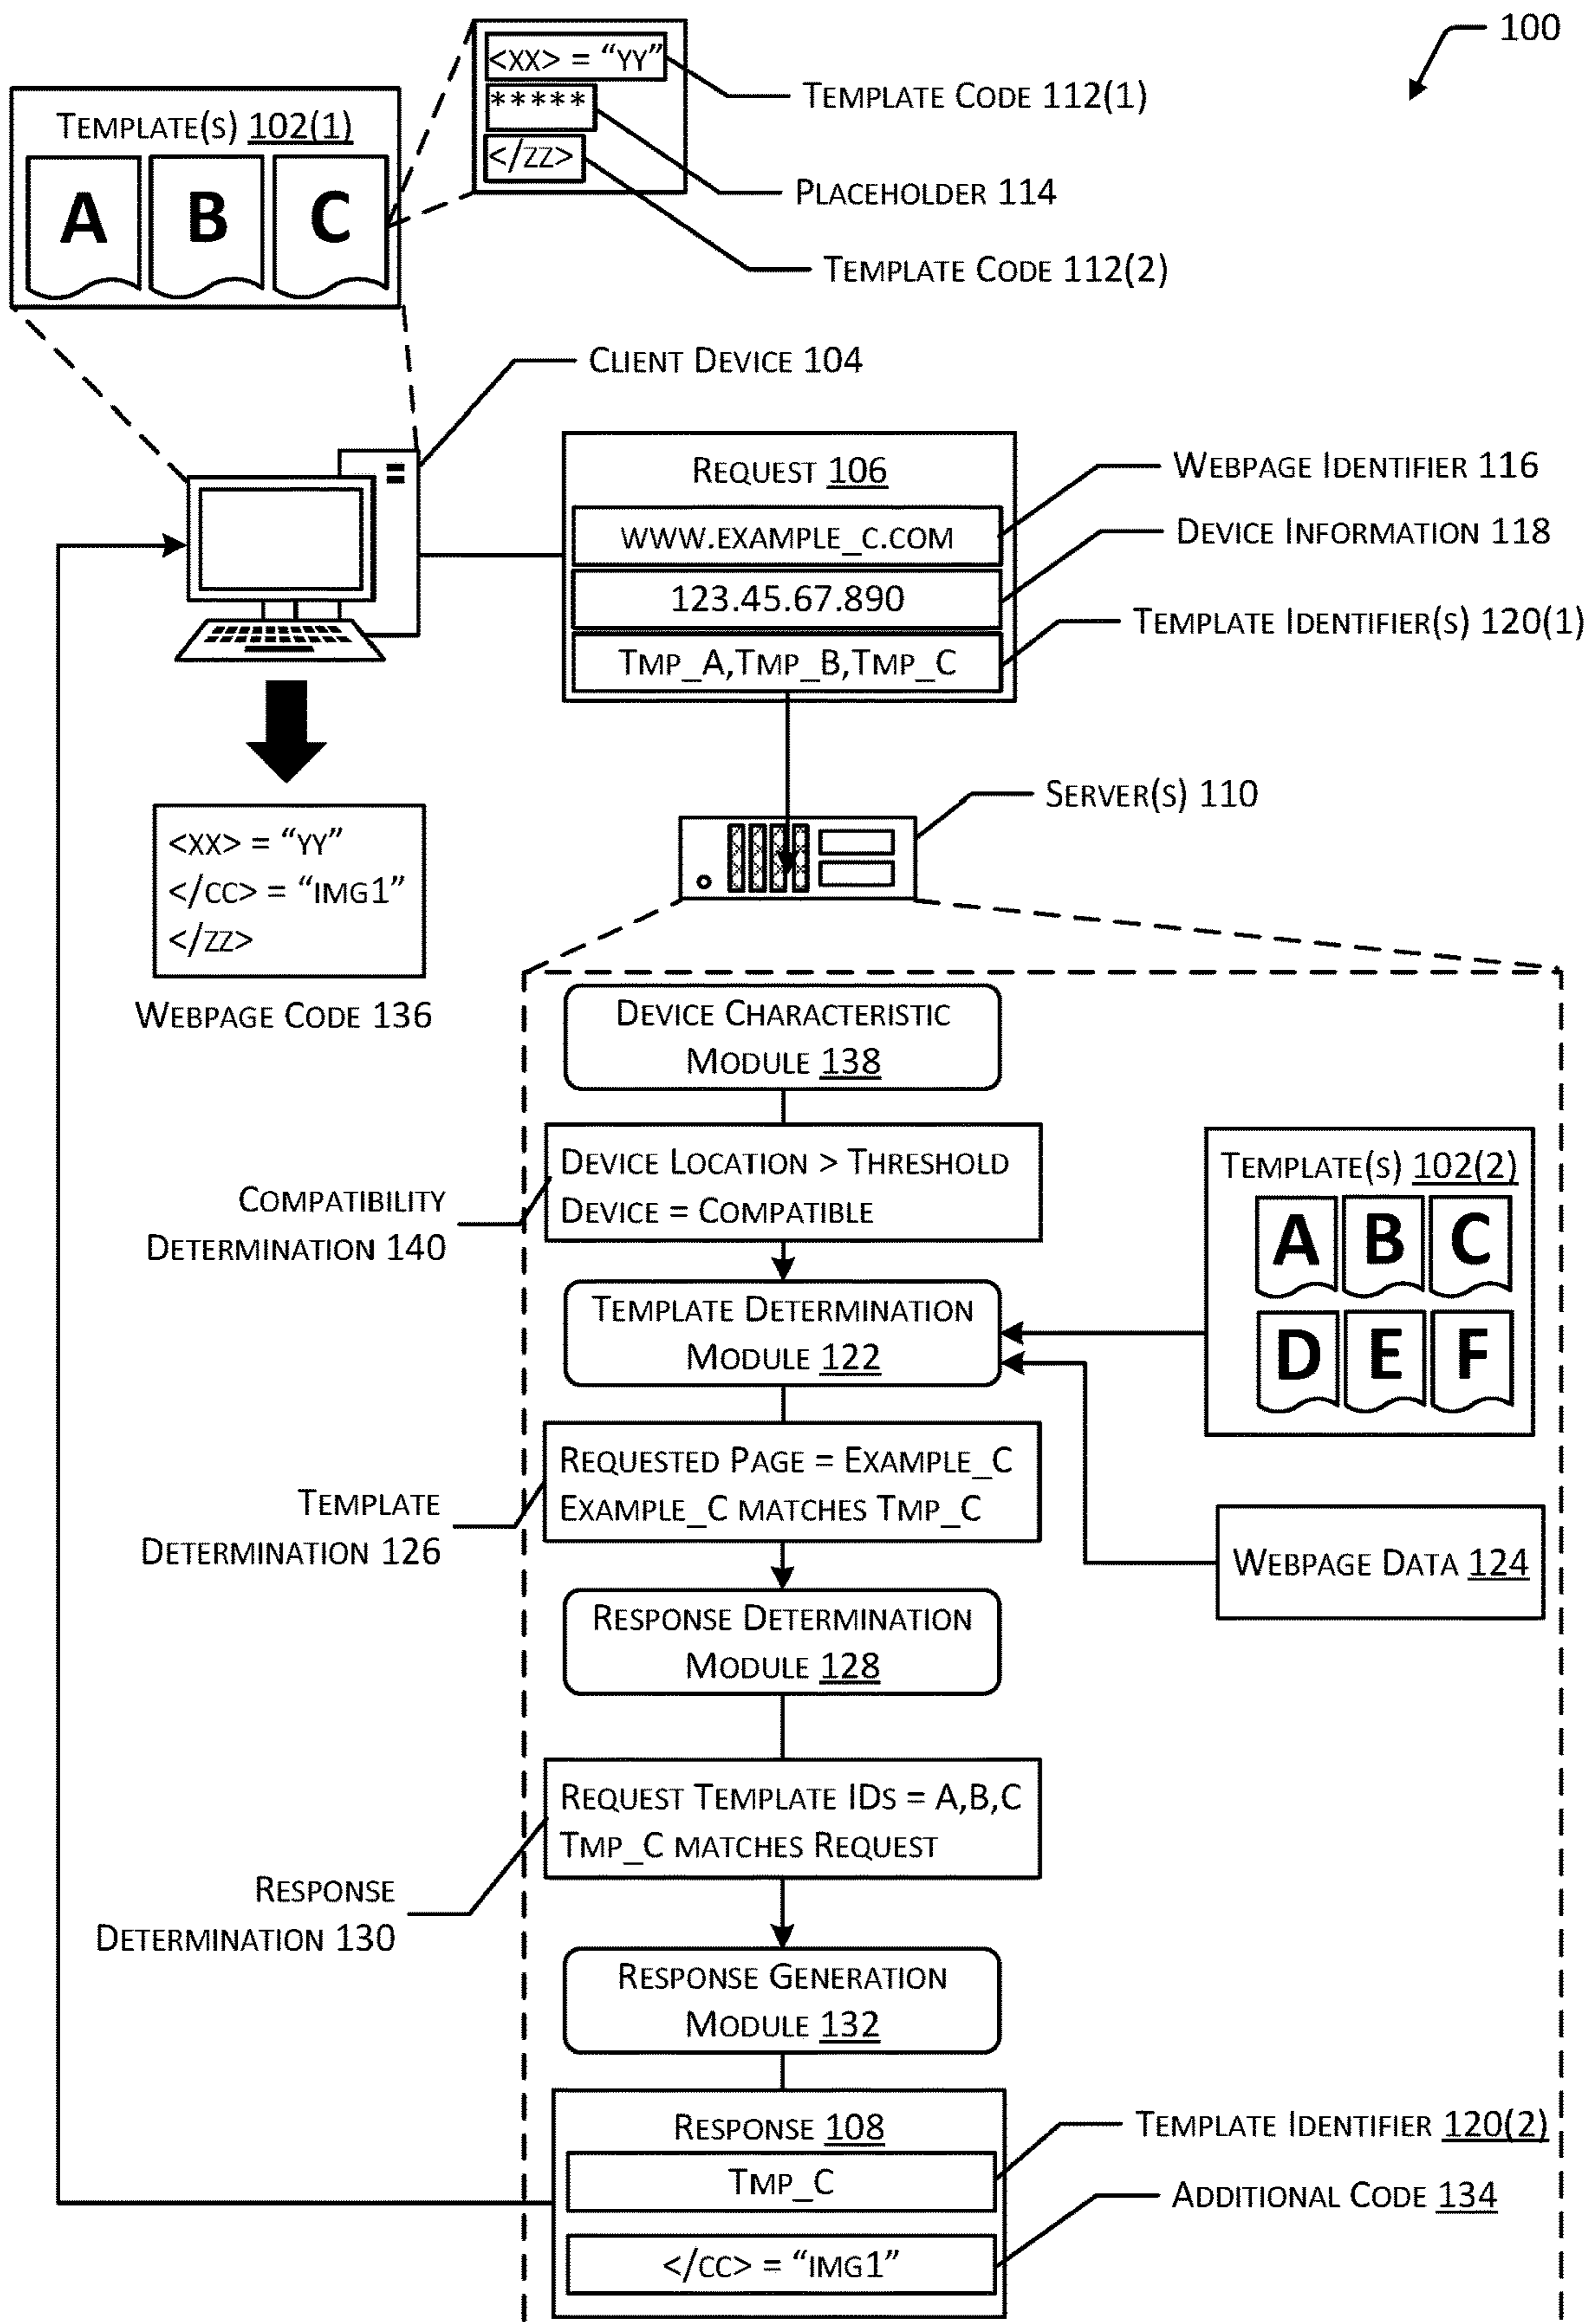 100
<XX> = “YY”
*****
</ZZ>
TEMPLATE CODE 112(1)
PLACEHOLDER 114
TEMPLATE CODE 112(2)
TEMPLATE(S) 102(1)
A B C
CLIENT DEVICE 104
REQUEST 106
WWW.EXAMPLE_C.COM
123.45.67.890
TMP_A,TMP_B,TMP_C
WEBPAGE IDENTIFIER 116
DEVICE INFORMATION 118
TEMPLATE IDENTIFIER(S) 120(1)
SERVER(S) 110
<XX> = “YY”
</CC> = “IMG1”
</ZZ>
WEBPAGE CODE 136
DEVICE CHARACTERISTIC
MODULE 138
DEVICE LOCATION > THRESHOLD
DEVICE = COMPATIBLE
COMPATIBILITY
DETERMINATION 140
TEMPLATE(S) 102(2)
A B C
D E F
TEMPLATE DETERMINATION
MODULE 122
REQUESTED PAGE = EXAMPLE_C
EXAMPLE_C MATCHES TMP_C
TEMPLATE
DETERMINATION 126
WEBPAGE DATA 124
RESPONSE DETERMINATION
MODULE 128
REQUEST TEMPLATE IDS = A,B,C
TMP_C MATCHES REQUEST
RESPONSE
DETERMINATION 130
RESPONSE GENERATION
MODULE 132
RESPONSE 108
TMP_C
</CC> = “IMG1”
TEMPLATE IDENTIFIER 120(2)
ADDITIONAL CODE 134